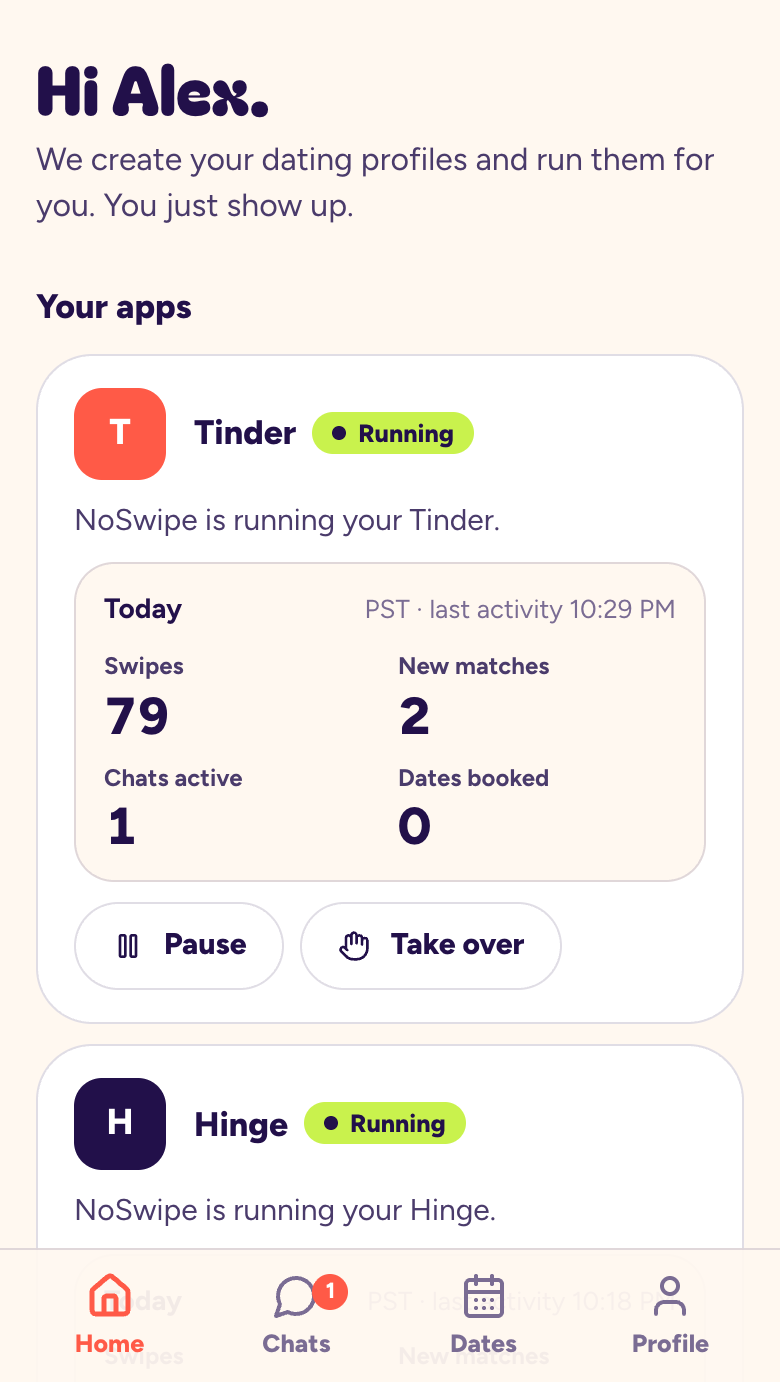 Hi Alex.
We create your dating profiles and run them for
you. You just show up.
Your apps
T
Tinder
Running
NoSwipe is running your Tinder.
Today
PST · last activity 10:29 PM
Swipes
New matches
79
2
Chats active
Dates booked
1
0
Pause
Take over
H
Hinge
Running
NoSwipe is running your Hinge.
Today
PST · last activity 10:18 PM
Swipes
New matches
1
Home
Chats
Dates
Profile